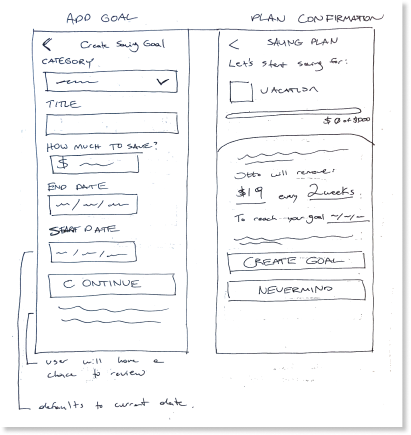 ADD GOAL
< Create Saving Goal
CATEGORY
TITLE
HOW MUCH TO SAVE?
$
END DATE
-/-/-
START DATE
-/-/-
CONTINUE
user will have a
chance to review
defaults to current date.
PLAN CONFIRMATION
< SAVING PLAN
Let's start saving for:
VACATION
$0 of $1000
Otto will remove:
$19 every 2 weeks
To reach your goal -/-/-
CREATE GOAL
NEVERMIND